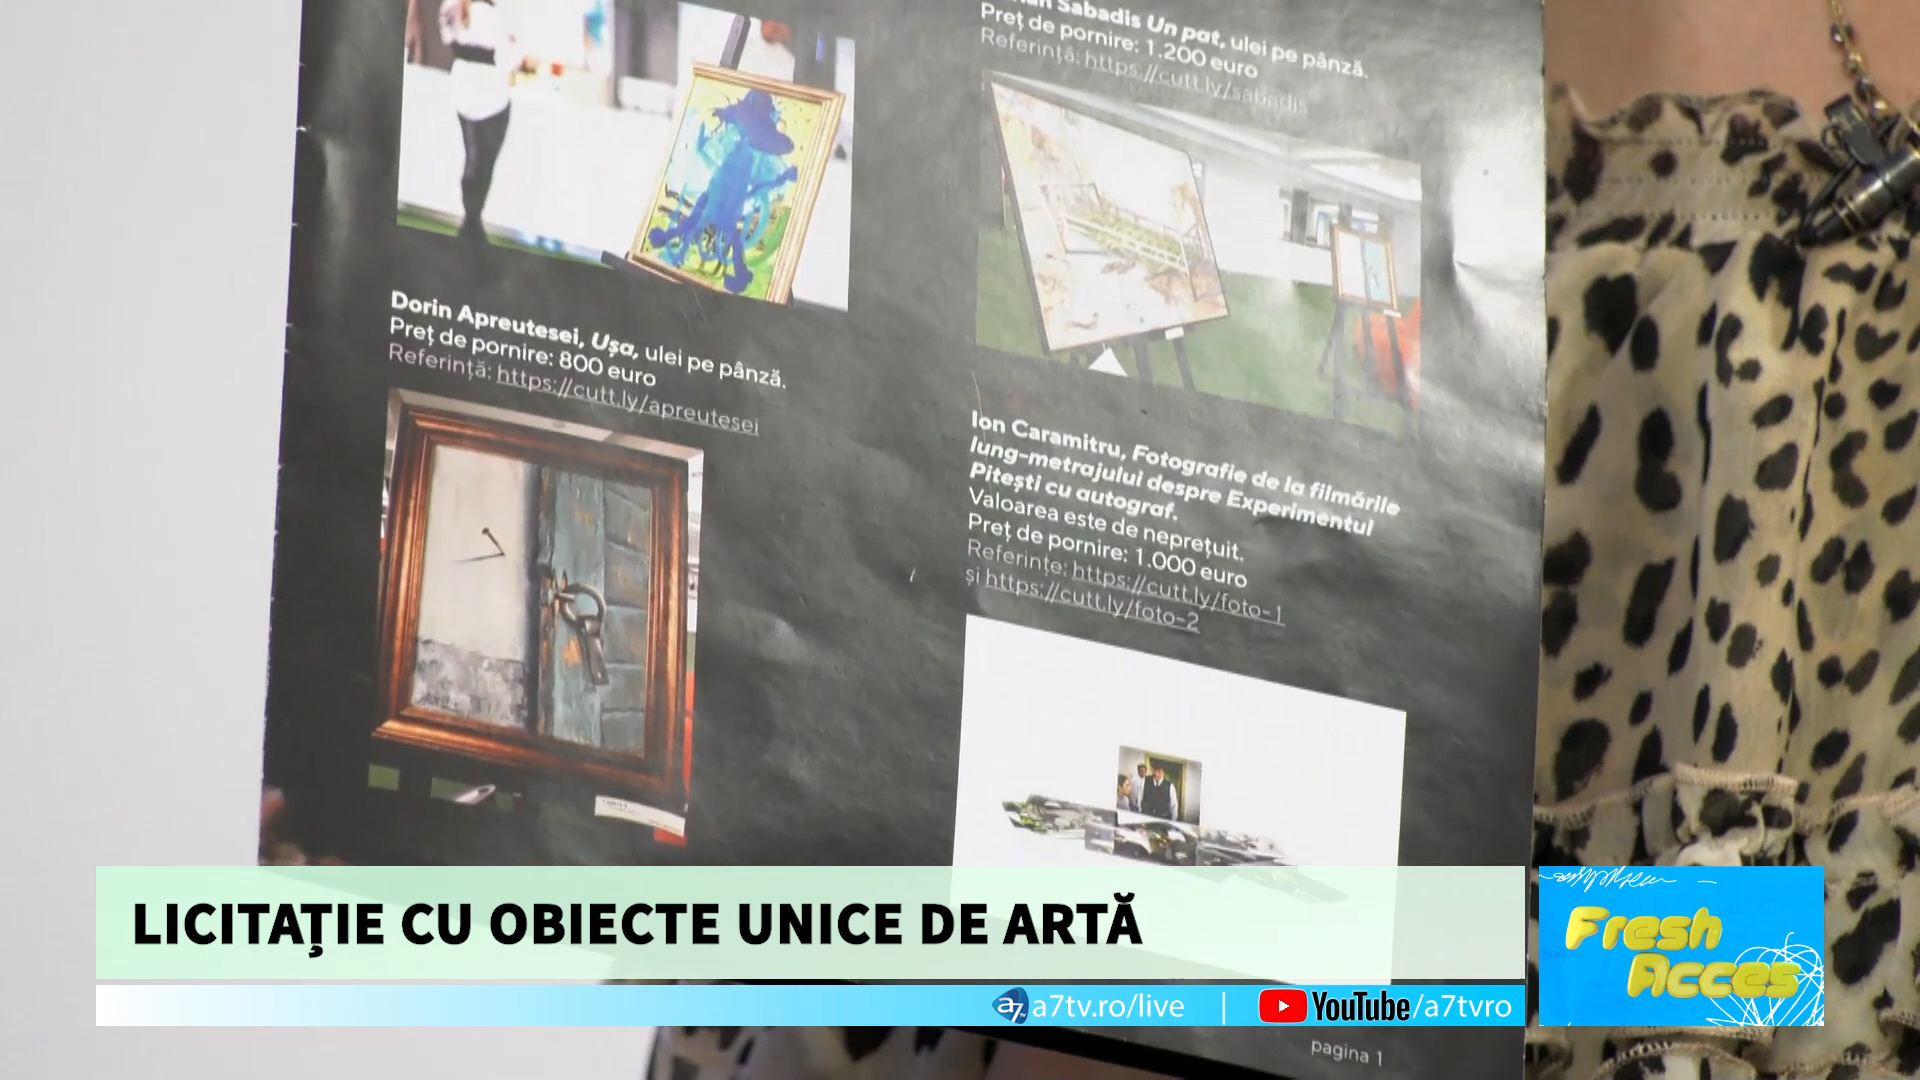 Sabadis Un pat, ulei pe pânză.
Preț de pornire: 1.200 euro
Referință: https://cutt.ly/sabadis
Dorin Apreutesei, Ușa, ulei pe pânză.
Preț de pornire: 800 euro
Referință: https://cutt.ly/apreutesei
Ion Caramitru, Fotografie de la filmările
lung-metrajului despre Experimentul
Pitești cu autograf.
Valoarea este de neprețuit.
Preț de pornire: 1.000 euro
Referințe: https://cutt.ly/foto-1
și https://cutt.ly/foto-2
LICITAȚIE CU OBIECTE UNICE DE ARTĂ
Fresh
Acces
a7 a7tv.ro/live | YouTube/a7tvro
pagina 1